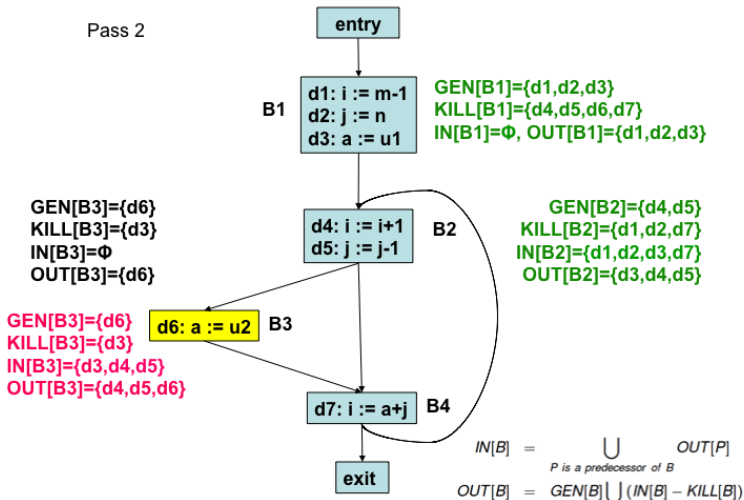 Pass 2
entry
B1
d1: i := m-1
d2: j := n
d3: a := u1
GEN[B1]={d1,d2,d3}
KILL[B1]={d4,d5,d6,d7}
IN[B1]=Φ, OUT[B1]={d1,d2,d3}
GEN[B3]={d6}
KILL[B3]={d3}
IN[B3]=Φ
OUT[B3]={d6}
d4: i := i+1
d5: j := j-1
B2
GEN[B2]={d4,d5}
KILL[B2]={d1,d2,d7}
IN[B2]={d1,d2,d3,d7}
OUT[B2]={d3,d4,d5}
GEN[B3]={d6}
KILL[B3]={d3}
IN[B3]={d3,d4,d5}
OUT[B3]={d4,d5,d6}
d6: a := u2
B3
d7: i := a+j
B4
exit
IN[B] = ⋃ OUT[P]
P is a predecessor of B
OUT[B] = GEN[B] ⋃ (IN[B] − KILL[B])